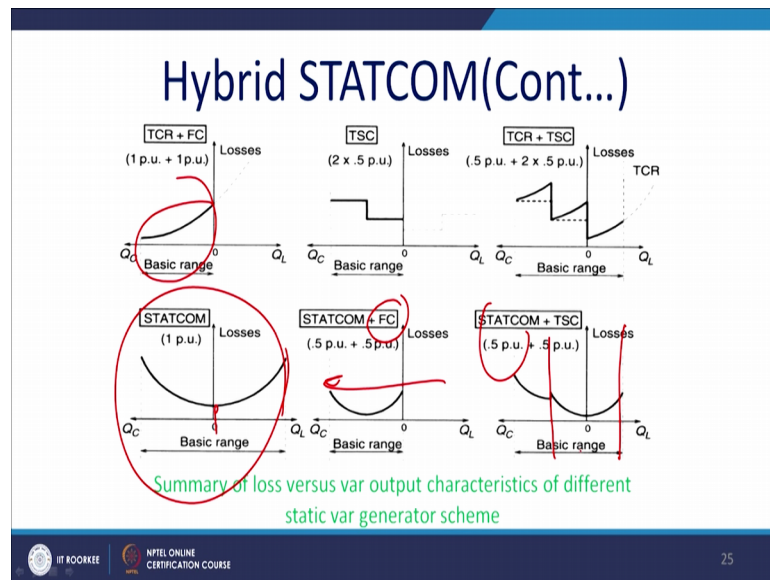 Hybrid STATCOM(Cont...)
TCR + FC
(1 p.u. + 1p.u.)
Losses
Qc
0
QL
Basic range
TSC
(2 x .5 p.u.)
Losses
Qc
0
QL
Basic range
TCR + TSC
(.5 p.u. + 2 x .5 p.u.)
Losses
TCR
Qc
0
QL
Basic range
STATCOM
(1 p.u.)
Losses
Qc
0
QL
Basic range
STATCOM + FC
(.5 p.u. + .5p.u.)
Losses
Qc
0
QL
Basic range
STATCOM + TSC
(.5 p.u. + .5 p.u.)
Losses
Qc
0
QL
Basic range
Summary of loss versus var output characteristics of different
static var generator scheme
IIT ROORKEE
NPTEL ONLINE
CERTIFICATION COURSE
25